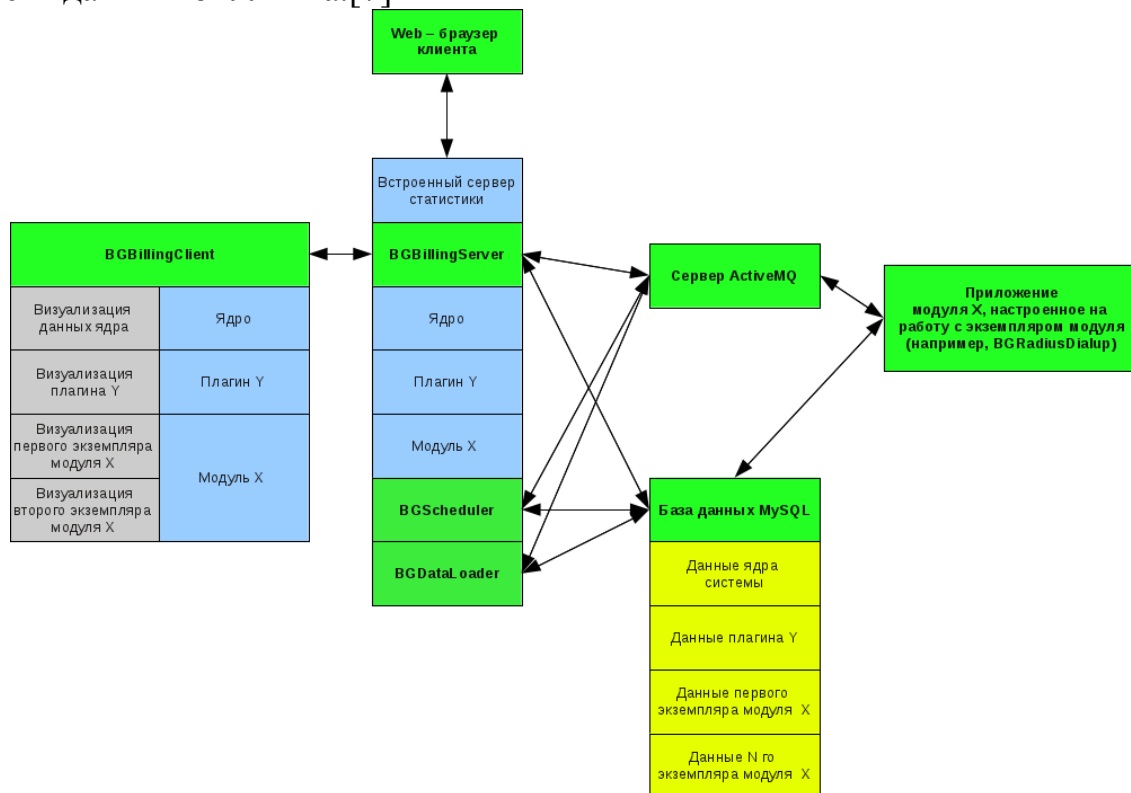 Web – браузер
клиента
Встроенный сервер
статистики
BGBillingClient
BGBillingServer
Сервер ActiveMQ
Приложение
модуля X, настроенное на
работу с экземпляром модуля
(например, BGRadiusDialup)
Визуализация
данных ядра
Ядро
Ядро
Визуализация
плагина Y
Плагин Y
Плагин Y
Визуализация
первого экземпляра
модуля X
Визуализация
второго экземпляра
модуля X
Модуль X
Модуль X
BGScheduler
BGDataLoader
База данных MySQL
Данные ядра
системы
Данные плагина Y
Данные первого
экземпляра модуля X
Данные N го
экземпляра модуля X